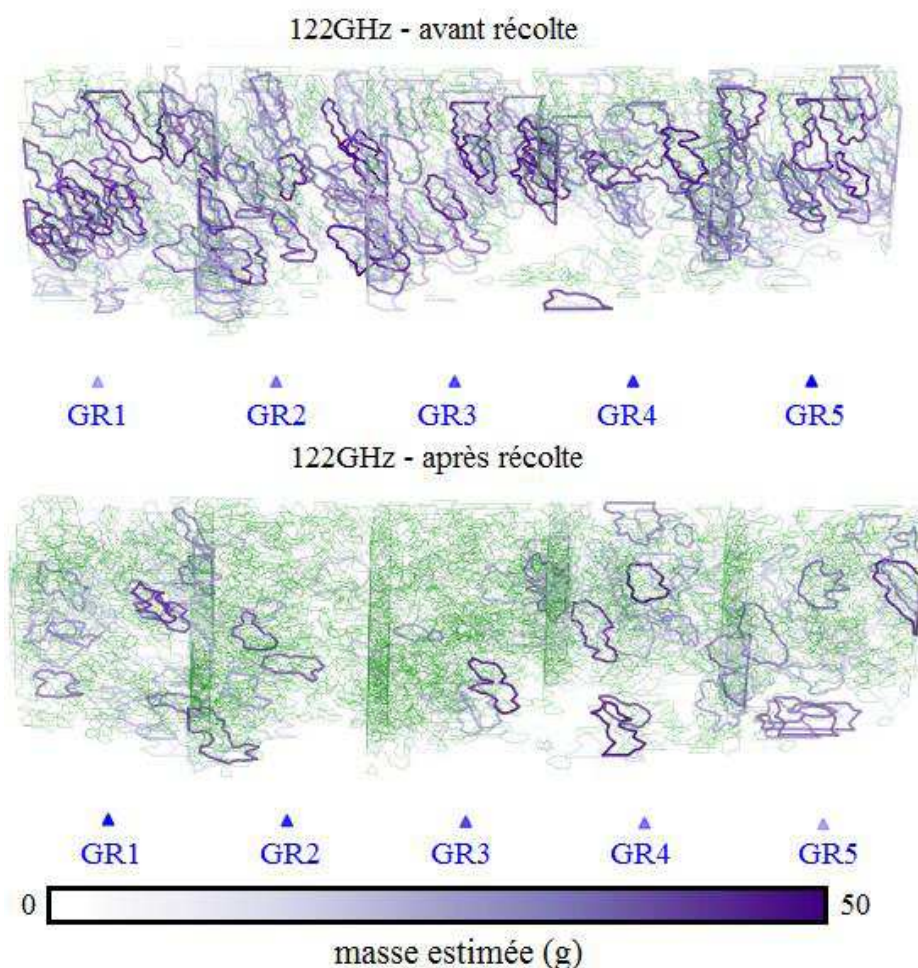 122GHz - avant récolte
GR1 GR2 GR3 GR4 GR5
122GHz - après récolte
GR1 GR2 GR3 GR4 GR5
0 50
masse estimée (g)